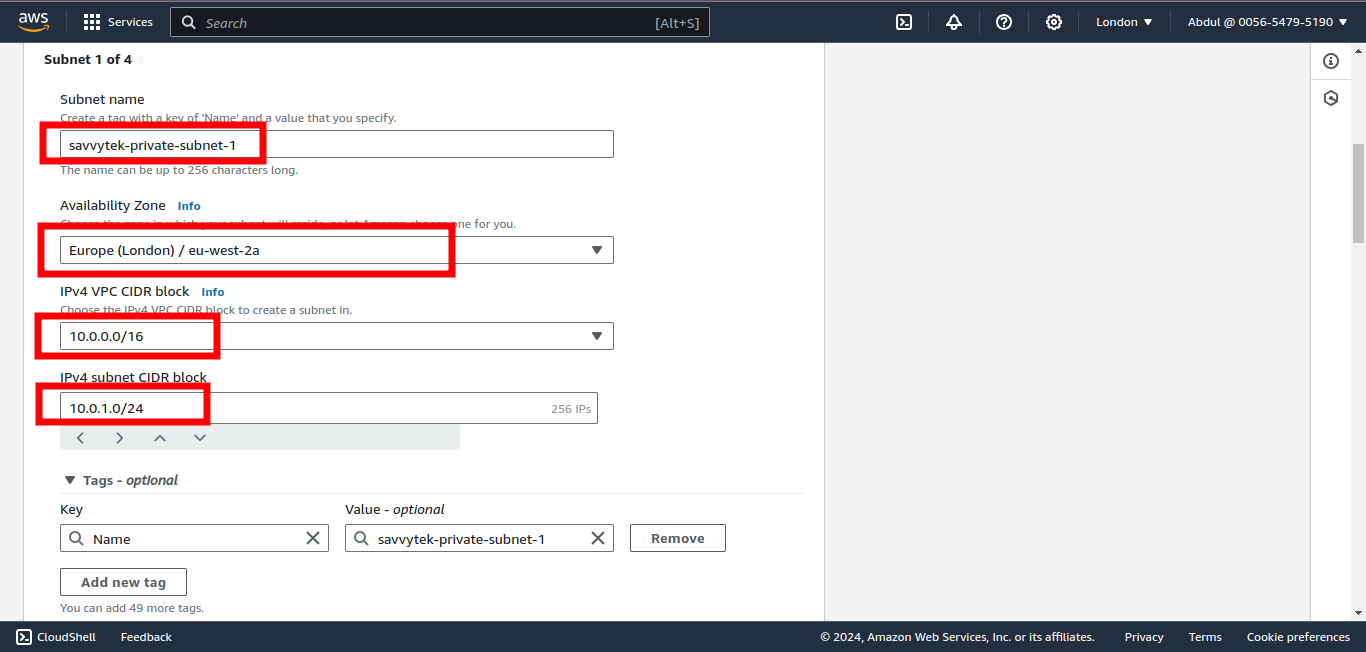 aws Services Search [Alt+S] London Abdul @ 0056-5479-5190
Subnet 1 of 4
Subnet name
Create a tag with a key of 'Name' and a value that you specify.
savvytek-private-subnet-1
The name can be up to 256 characters long.
Availability Zone Info
Choose the zone in which your subnet will reside, or let Amazon choose one for you.
Europe (London) / eu-west-2a
IPv4 VPC CIDR block Info
Choose the IPv4 VPC CIDR block to create a subnet in.
10.0.0.0/16
IPv4 subnet CIDR block
10.0.1.0/24 256 IPs
Tags - optional
Key Value - optional
Name savvytek-private-subnet-1 Remove
Add new tag
You can add 49 more tags.
CloudShell Feedback © 2024, Amazon Web Services, Inc. or its affiliates. Privacy Terms Cookie preferences